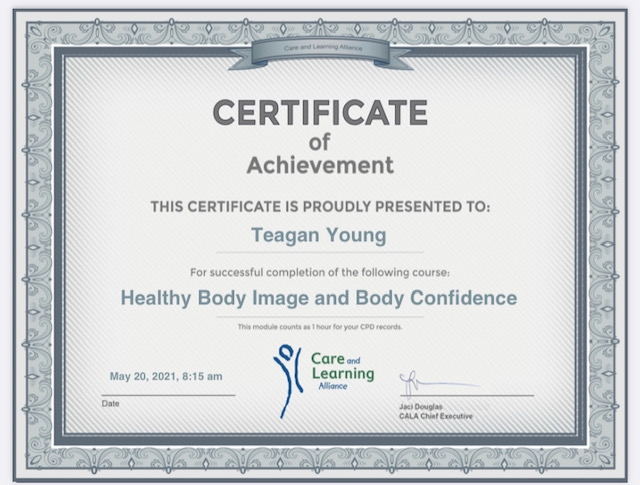 Care and Learning Alliance
CERTIFICATE
of
Achievement
THIS CERTIFICATE IS PROUDLY PRESENTED TO:
Teagan Young
For successful completion of the following course:
Healthy Body Image and Body Confidence
This module counts as 1 hour for your CPD records.
May 20, 2021, 8:15 am
Date
Care and
Learning
Alliance
Jaci Douglas
CALA Chief Executive